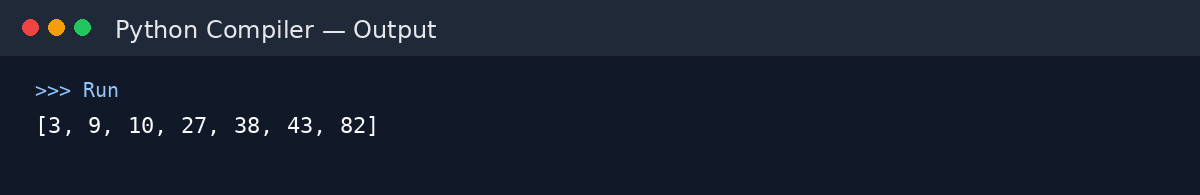 Python Compiler — Output
>>> Run
[3, 9, 10, 27, 38, 43, 82]